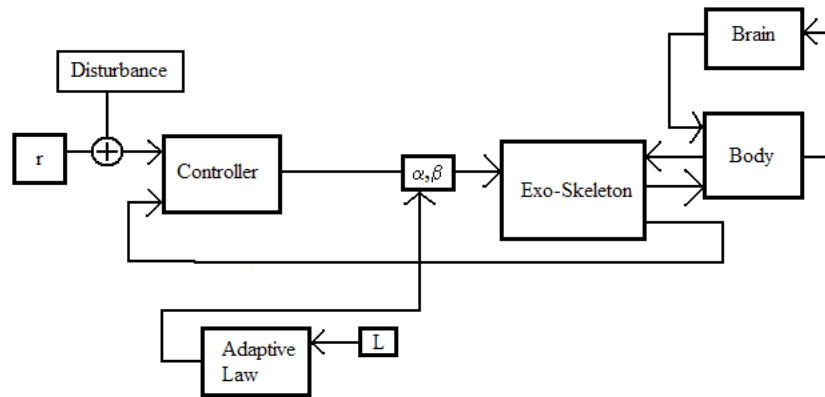 Brain
Disturbance
r
Controller
α,β
Exo-Skeleton
Body
Adaptive
Law
L